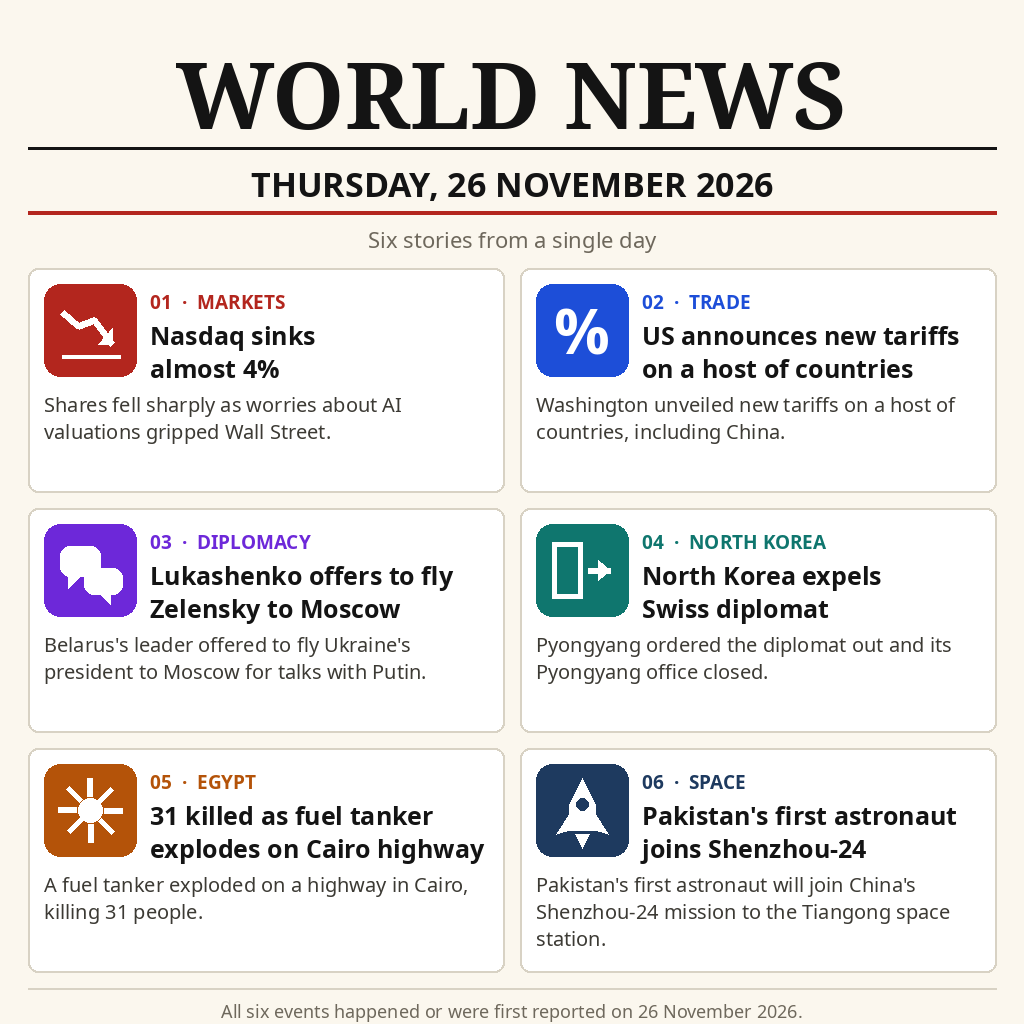 WORLD NEWS
THURSDAY, 26 NOVEMBER 2026
Six stories from a single day
01 · MARKETS
Nasdaq sinks
almost 4%
Shares fell sharply as worries about AI
valuations gripped Wall Street.
%
02 · TRADE
US announces new tariffs
on a host of countries
Washington unveiled new tariffs on a host of
countries, including China.
03 · DIPLOMACY
Lukashenko offers to fly
Zelensky to Moscow
Belarus's leader offered to fly Ukraine's
president to Moscow for talks with Putin.
04 · NORTH KOREA
North Korea expels
Swiss diplomat
Pyongyang ordered the diplomat out and its
Pyongyang office closed.
05 · EGYPT
31 killed as fuel tanker
explodes on Cairo highway
A fuel tanker exploded on a highway in Cairo,
killing 31 people.
06 · SPACE
Pakistan's first astronaut
joins Shenzhou-24
Pakistan's first astronaut will join China's
Shenzhou-24 mission to the Tiangong space
station.
All six events happened or were first reported on 26 November 2026.